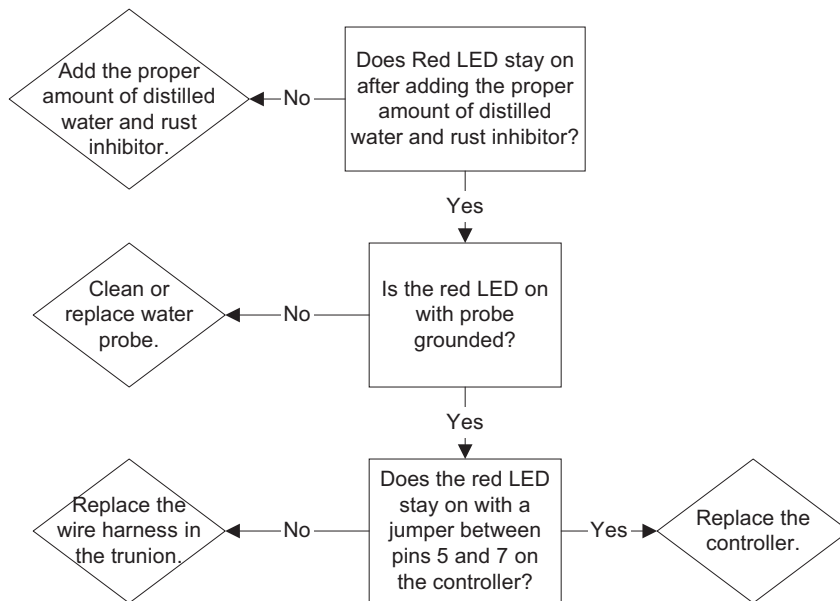 Add the proper
amount of distilled
water and rust
inhibitor.
No
Does Red LED stay on
after adding the proper
amount of distilled
water and rust inhibitor?
Yes
Clean or
replace water
probe.
No
Is the red LED on
with probe
grounded?
Yes
Replace the
wire harness in
the trunion.
No
Does the red LED
stay on with a
jumper between
pins 5 and 7 on
the controller?
Yes
Replace the
controller.